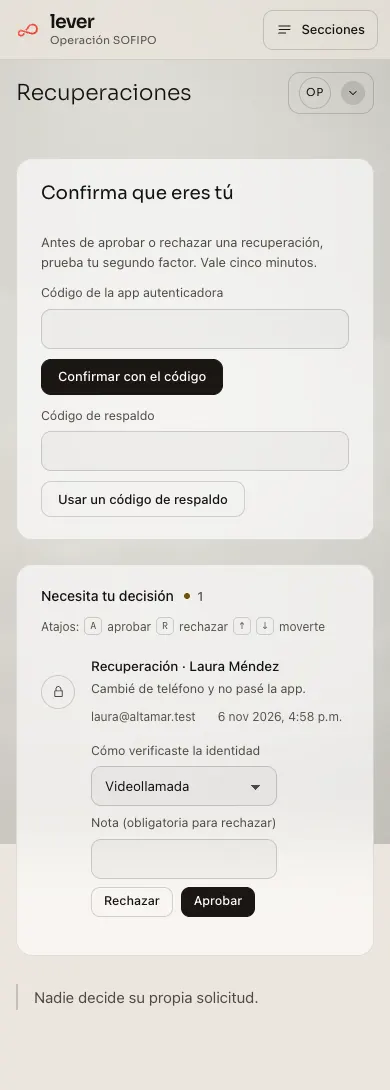 lever
Operación SOFIPO
Secciones
Recuperaciones
OP
Confirma que eres tú
Antes de aprobar o rechazar una recuperación,
prueba tu segundo factor. Vale cinco minutos.
Código de la app autenticadora
Confirmar con el código
Código de respaldo
Usar un código de respaldo
Necesita tu decisión • 1
Atajos: A aprobar R rechazar ↑ ↓ moverte
Recuperación · Laura Méndez
Cambié de teléfono y no pasé la app.
laura@altamar.test 6 nov 2026, 4:58 p.m.
Cómo verificaste la identidad
Videollamada
Nota (obligatoria para rechazar)
Rechazar Aprobar
Nadie decide su propia solicitud.